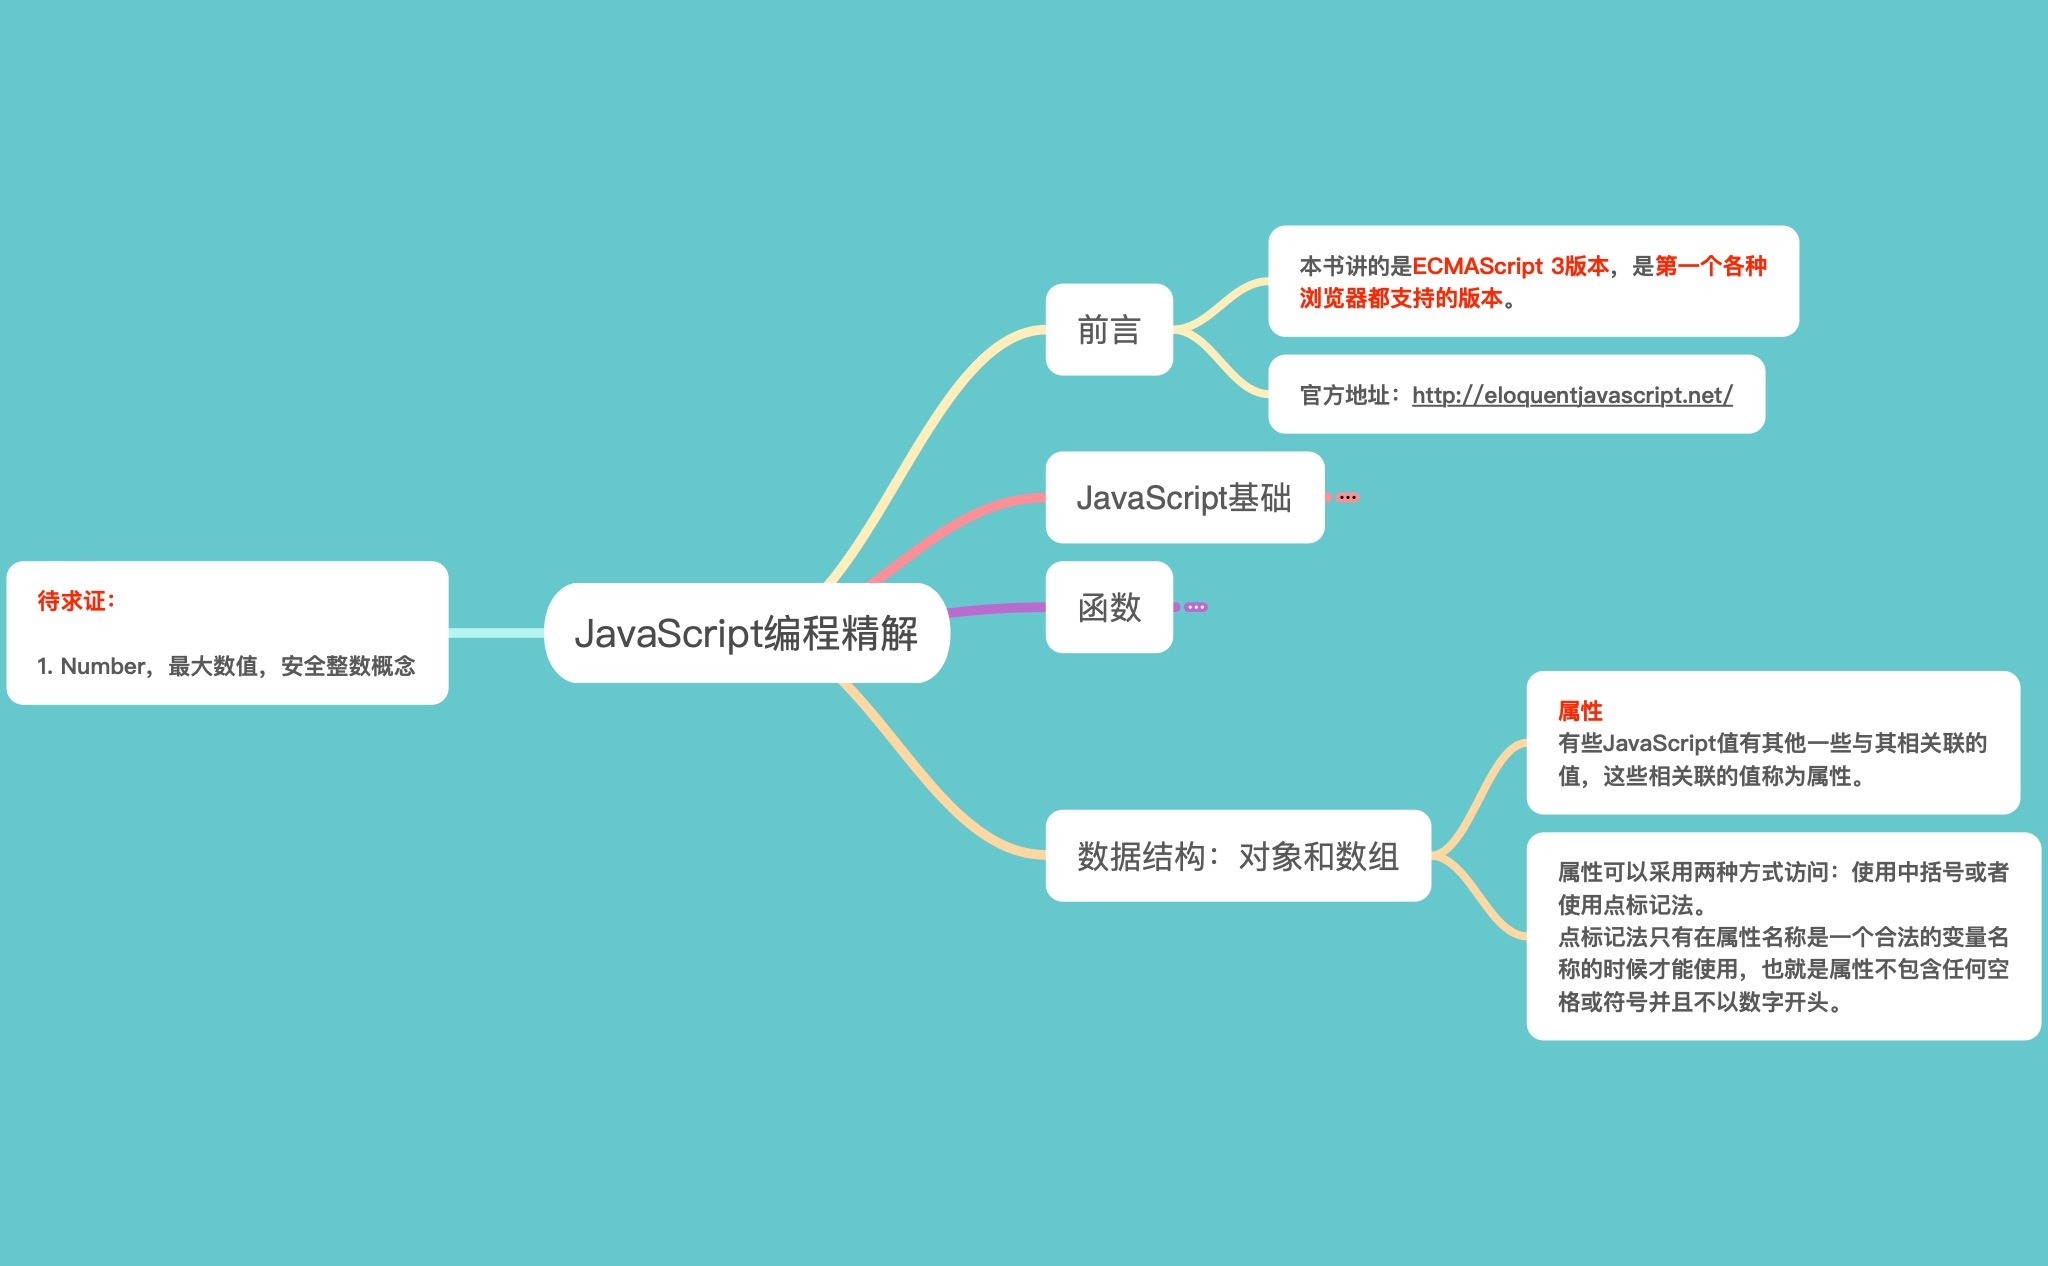 待求证：
1. Number，最大数值，安全整数概念
JavaScript编程精解
前言
本书讲的是ECMAScript 3版本，是第一个各种
浏览器都支持的版本。
官方地址：http://eloquentjavascript.net/
JavaScript基础
函数
数据结构：对象和数组
属性
有些JavaScript值有其他一些与其相关联的
值，这些相关联的值称为属性。
属性可以采用两种方式访问：使用中括号或者
使用点标记法。
点标记法只有在属性名称是一个合法的变量名
称的时候才能使用，也就是属性不包含任何空
格或符号并且不以数字开头。